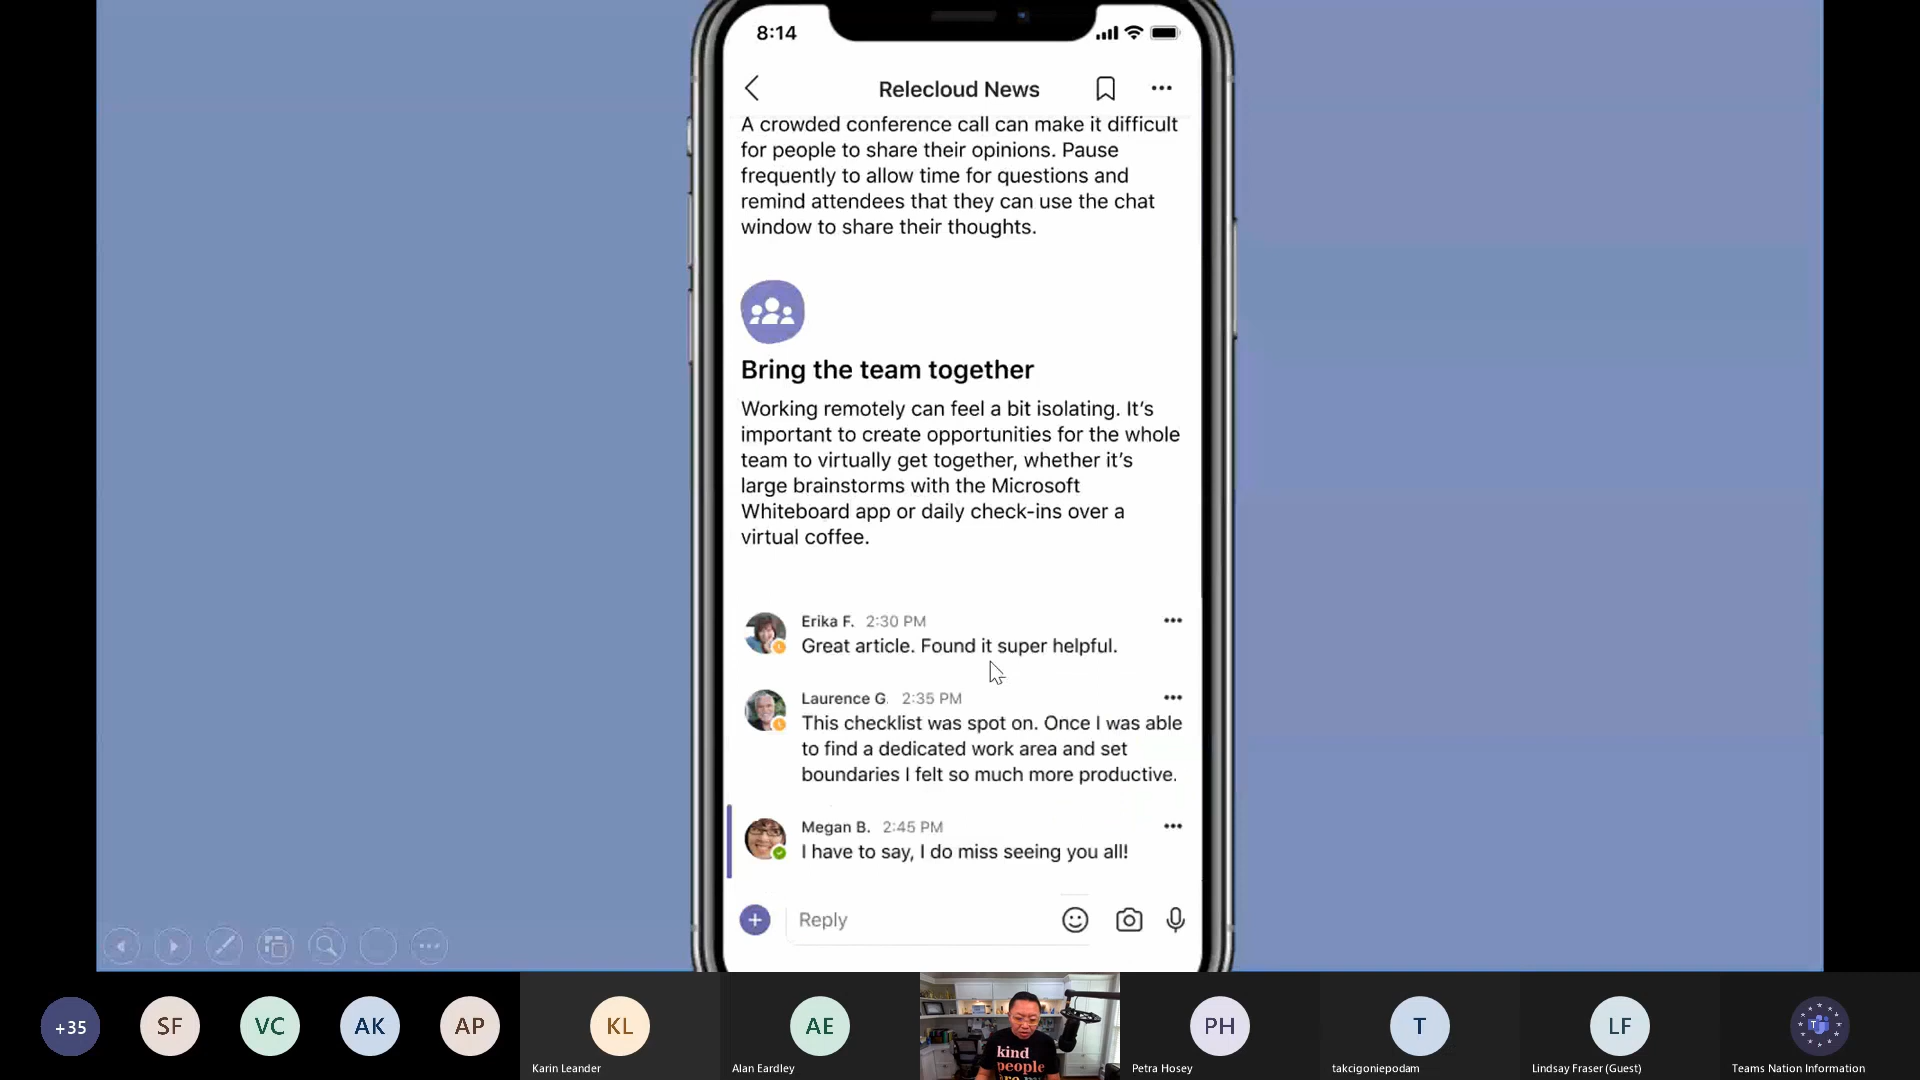 8:14
Relecloud News
A crowded conference call can make it difficult
for people to share their opinions. Pause
frequently to allow time for questions and
remind attendees that they can use the chat
window to share their thoughts.
Bring the team together
Working remotely can feel a bit isolating. It’s
important to create opportunities for the whole
team to virtually get together, whether it’s
large brainstorms with the Microsoft
Whiteboard app or daily check-ins over a
virtual coffee.
Erika F. 2:30 PM
Great article. Found it super helpful.
Laurence G. 2:35 PM
This checklist was spot on. Once I was able
to find a dedicated work area and set
boundaries I felt so much more productive.
Megan B. 2:45 PM
I have to say, I do miss seeing you all!
Reply
+35
SF
VC
AK
AP
KL
Karin Leander
AE
Alan Eardley
kind
people
PH
Petra Hosey
T
takcigoniepodam
LF
Lindsay Fraser (Guest)
T
Teams Nation Information